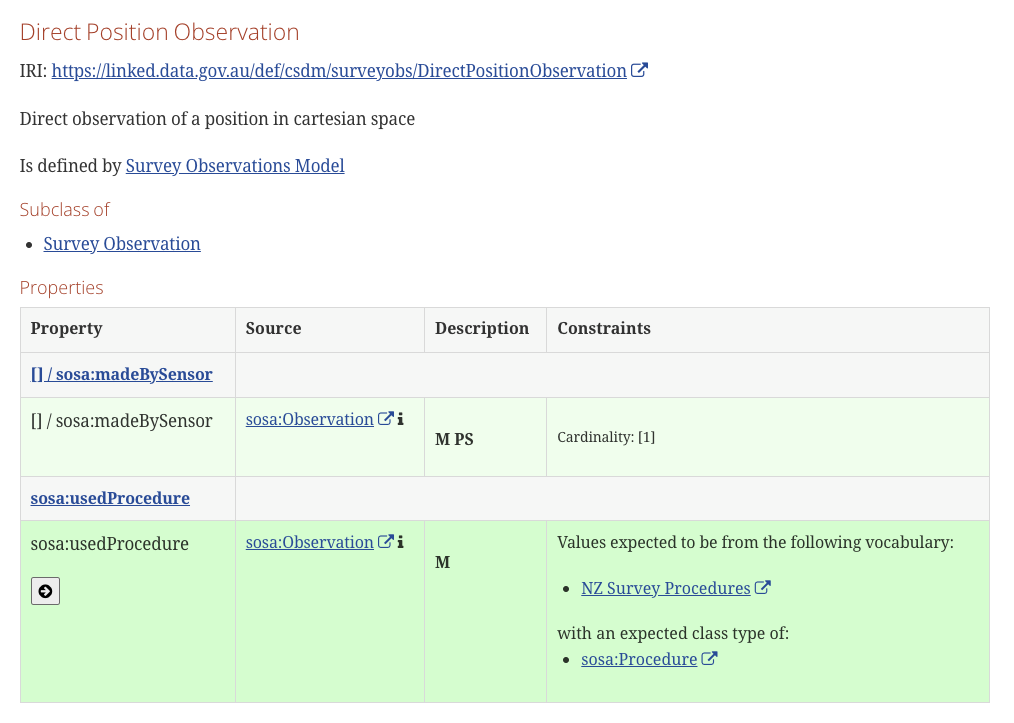 Direct Position Observation
IRI: https://linked.data.gov.au/def/csdm/surveyobs/DirectPositionObservation
Direct observation of a position in cartesian space
Is defined by Survey Observations Model
Subclass of
• Survey Observation
Properties
Property Source Description Constraints
[] / sosa:madeBySensor
[] / sosa:madeBySensor sosa:Observation i M PS Cardinality: [1]
sosa:usedProcedure
sosa:usedProcedure sosa:Observation i M Values expected to be from the following vocabulary:
• NZ Survey Procedures
with an expected class type of:
• sosa:Procedure